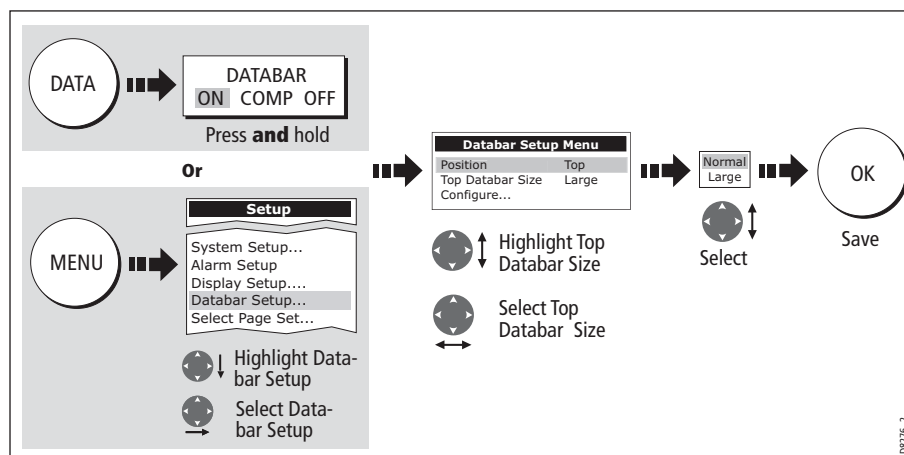 DATA
DATABAR
ON COMP OFF
Press and hold
Or
MENU
Setup
System Setup...
Alarm Setup
Display Setup....
Databar Setup...
Select Page Set...
Highlight Data-
bar Setup
Select Data-
bar Setup
Databar Setup Menu
Position Top
Top Databar Size Large
Configure...
Highlight Top
Databar Size
Select Top
Databar Size
Normal
Large
Select
OK
Save
D8276_2